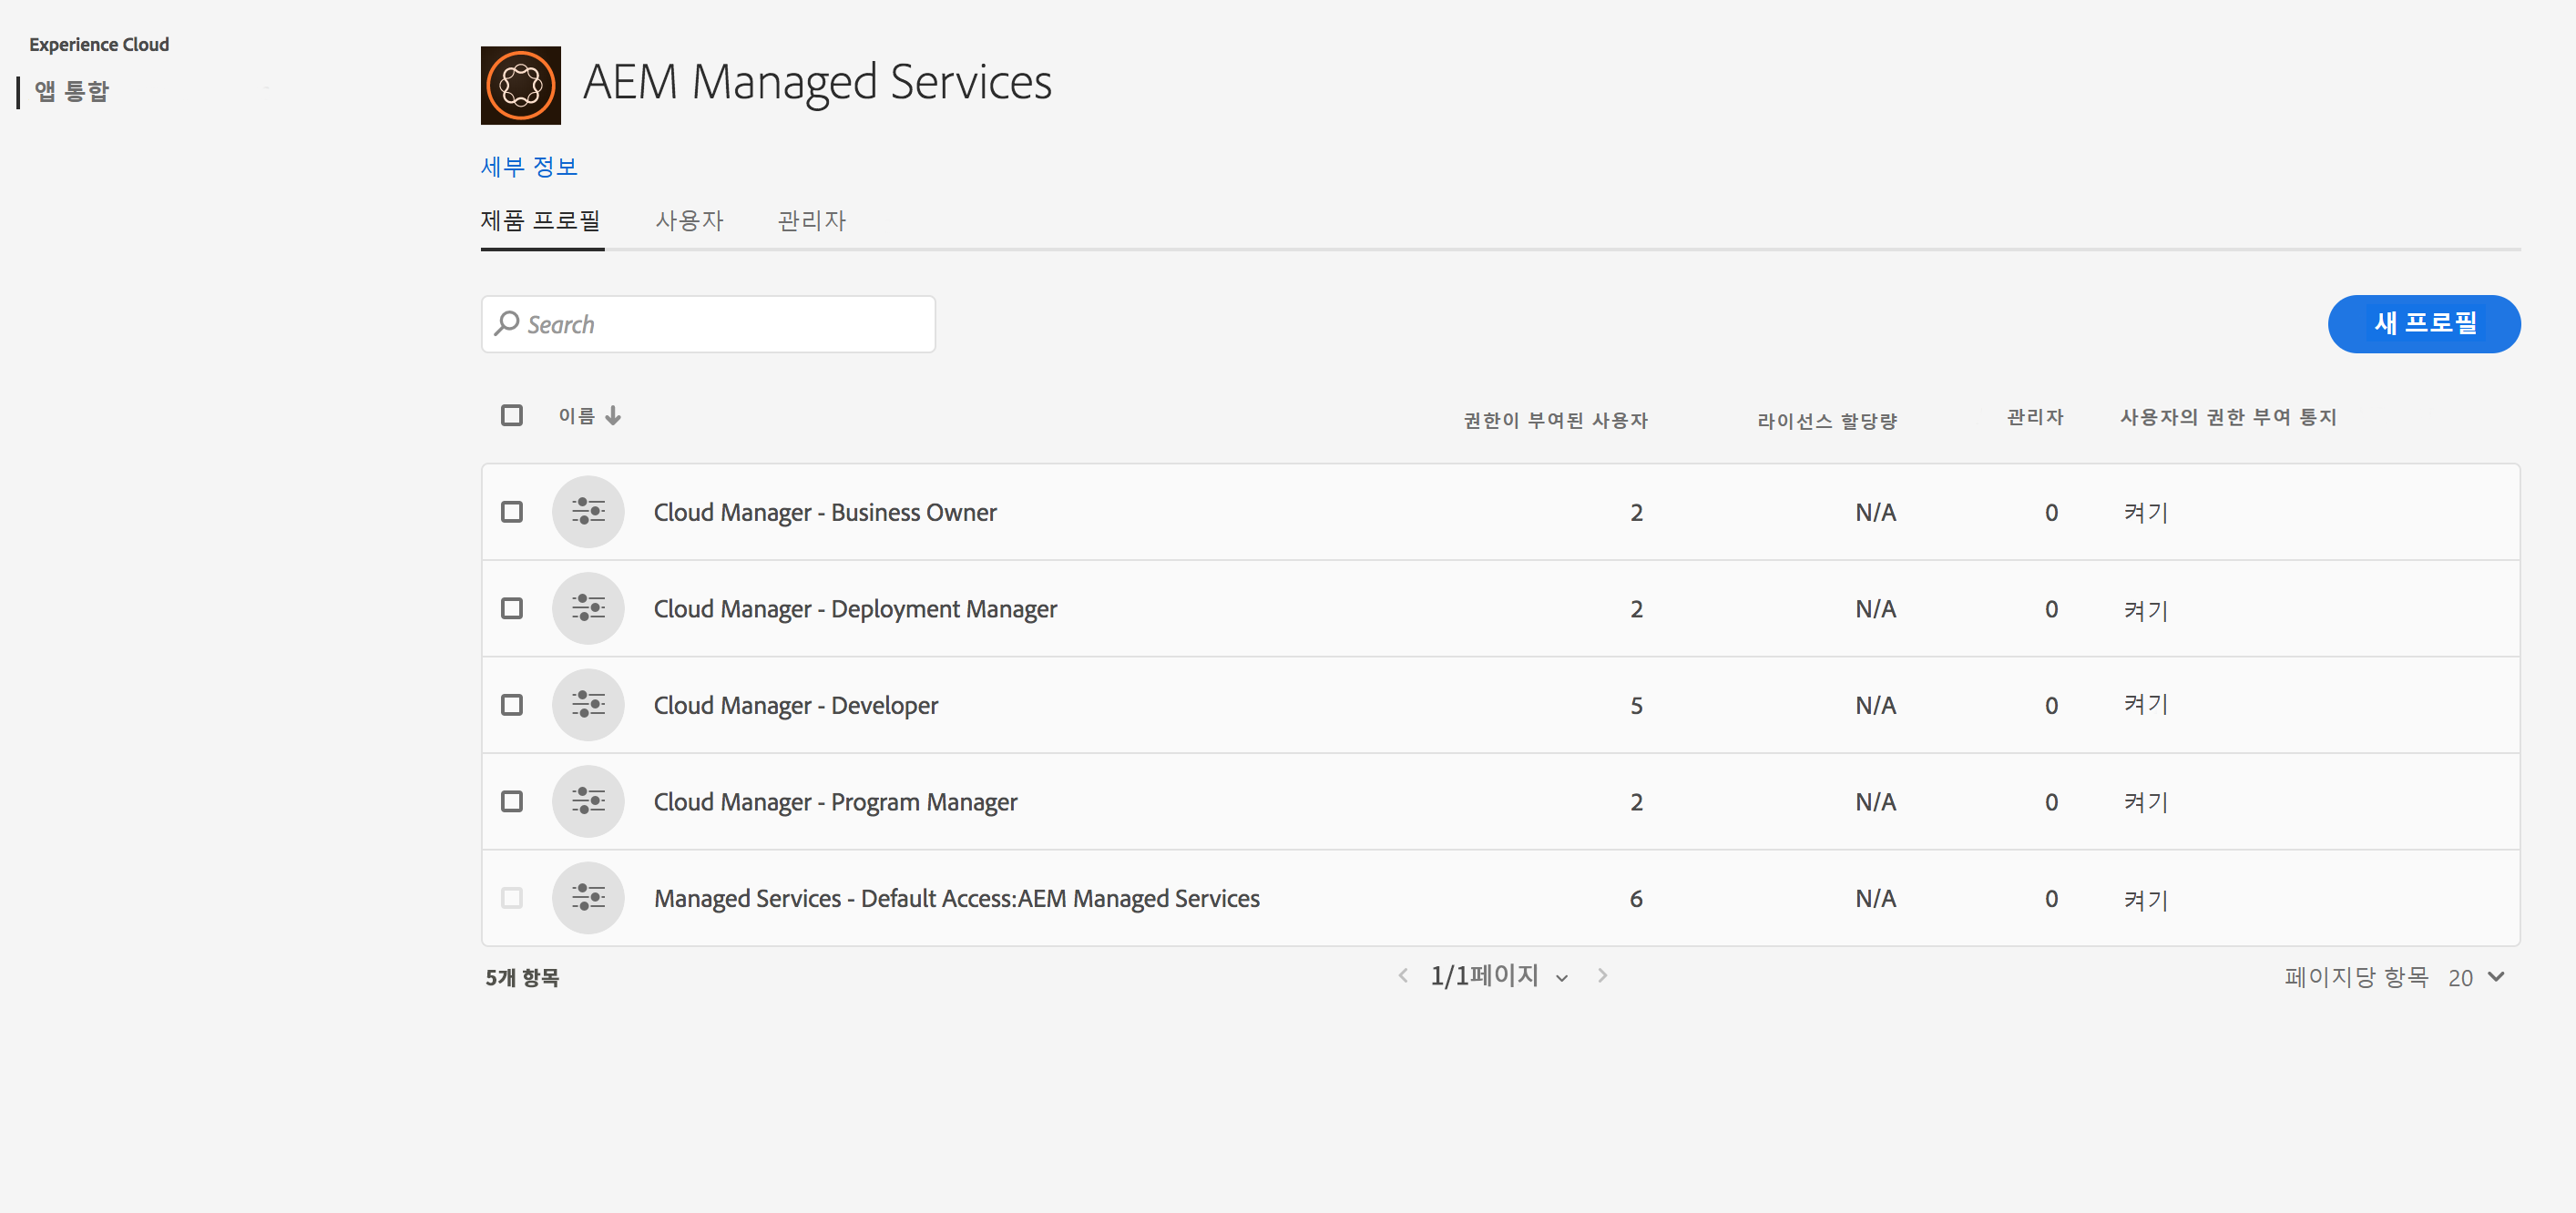 Experience Cloud
앱 통합
AEM Managed Services
세부 정보
제품 프로필 사용자 관리자
Search
새 프로필
이름 권한이 부여된 사용자 라이선스 할당량 관리자 사용자의 권한 부여 통지
Cloud Manager - Business Owner 2 N/A 0 켜기
Cloud Manager - Deployment Manager 2 N/A 0 켜기
Cloud Manager - Developer 5 N/A 0 켜기
Cloud Manager - Program Manager 2 N/A 0 켜기
Managed Services - Default Access:AEM Managed Services 6 N/A 0 켜기
5개 항목 1/1페이지 페이지당 항목 20